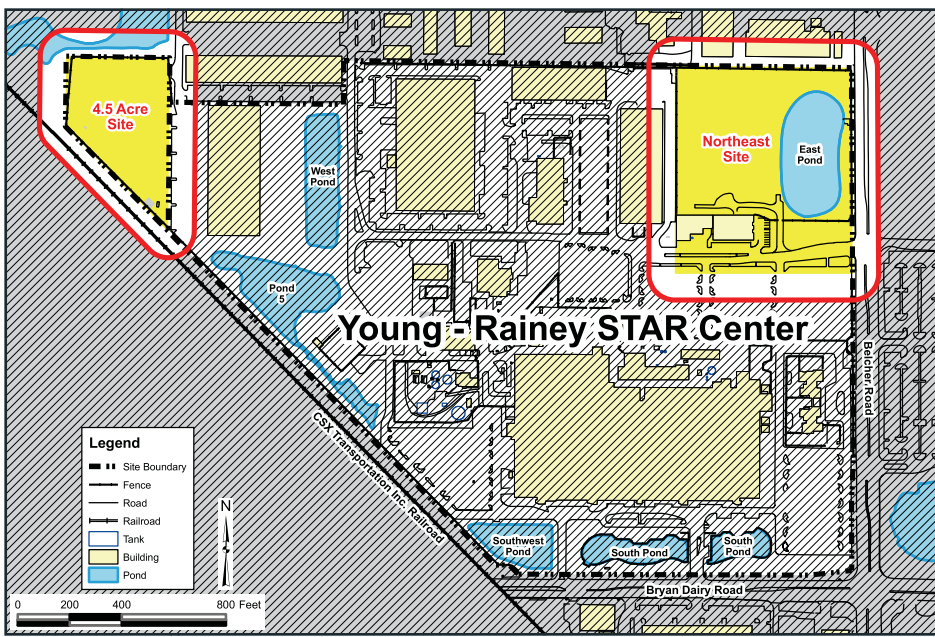 4.5 Acre
Site
Northeast
Site
East
Pond
West
Pond
Pond
5
Young - Rainey STAR Center
Belcher Road
CSX Transportation Inc. Railroad
Legend
Site Boundary
Fence
Road
Railroad
Tank
Building
Pond
N
Southwest
Pond
South Pond
South
Pond
Bryan Dairy Road
0 200 400 800 Feet